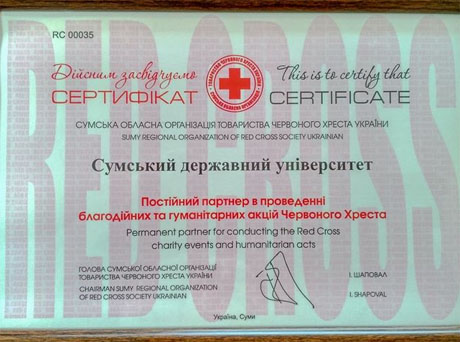 RC 00035
Дійсним засвідчуємо
This is to certify that
СЕРТИФІКАТ
CERTIFICATE
СУМСЬКА ОБЛАСНА ОРГАНІЗАЦІЯ ТОВАРИСТВА ЧЕРВОНОГО ХРЕСТА УКРАЇНИ
SUMY REGIONAL ORGANIZATION OF RED CROSS SOCIETY UKRAINIAN
Сумський державний університет
Постійний партнер в проведенні
благодійних та гуманітарних акцій Червоного Хреста
Permanent partner for conducting the Red Cross
charity events and humanitarian acts
ГОЛОВА СУМСЬКОЇ ОБЛАСНОЇ ОРГАНІЗАЦІЇ
ТОВАРИСТВА ЧЕРВОНОГО ХРЕСТА УКРАЇНИ
І. ШАПОВАЛ
CHAIRMAN SUMY REGIONAL ORGANIZATION
OF RED CROSS SOCIETY UKRAINIAN
I. SHAPOVAL
Україна, Суми
RED CROSS
RED CROSS